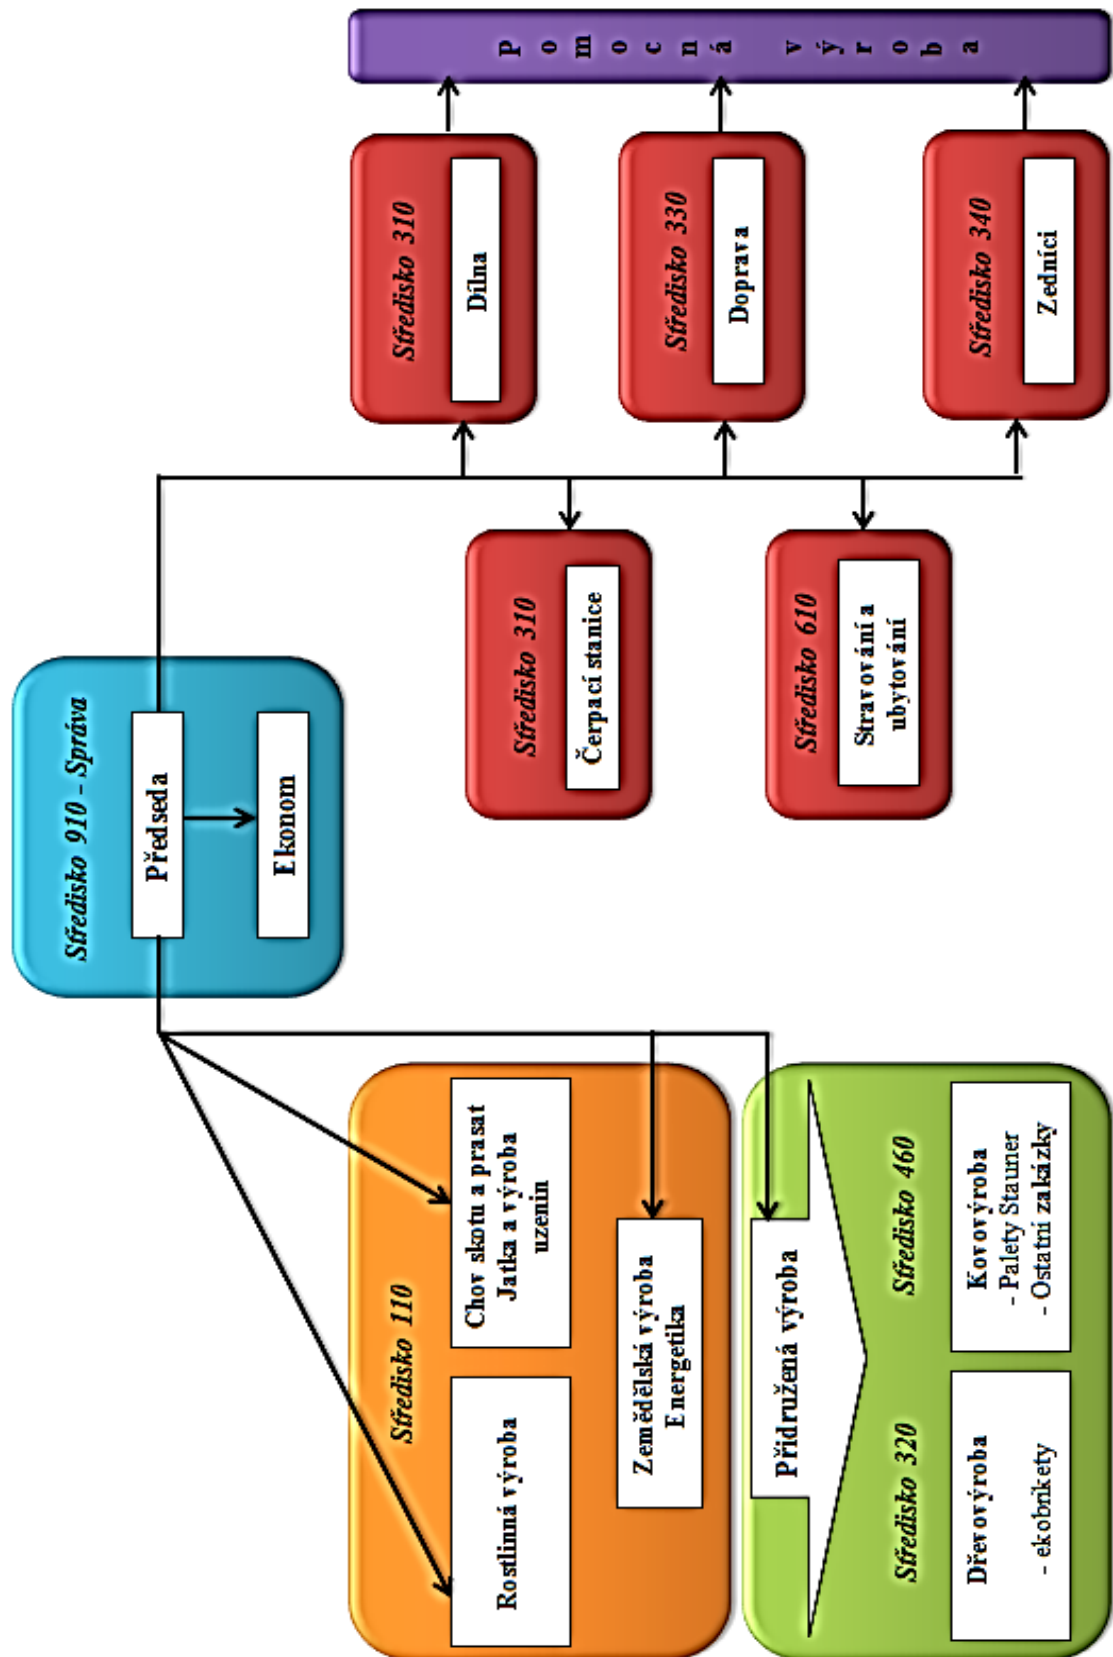 Středisko 910 – Správa
Předseda
Ekonom
Středisko 110
Rostlinná výroba
Chov skotu a prasat
Jatka a výroba
uzenin
Zemědělská výroba
Energetika
Přidružená výroba
Středisko 320
Středisko 460
Dřevovýroba
- ekobrikety
Kovovýroba
- Palety Stauner
- Ostatní zakázky
Středisko 310
Čerpací stanice
Středisko 610
Stravování a
ubytování
Středisko 310
Dílna
Středisko 330
Doprava
Středisko 340
Zedníci
Pomocná výroba